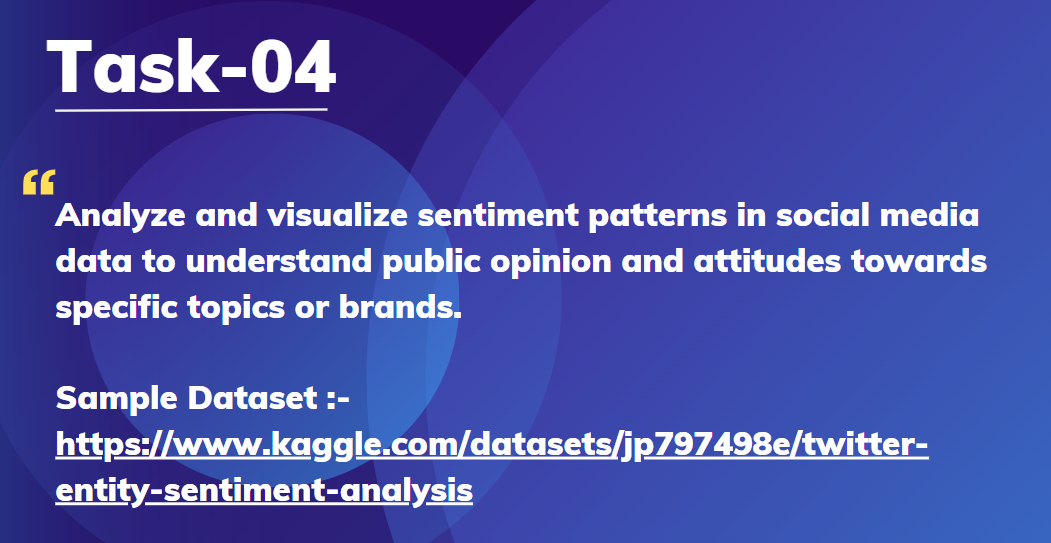 Task-04
“
Analyze and visualize sentiment patterns in social media
data to understand public opinion and attitudes towards
specific topics or brands.
Sample Dataset :-
https://www.kaggle.com/datasets/jp797498e/twitter-
entity-sentiment-analysis